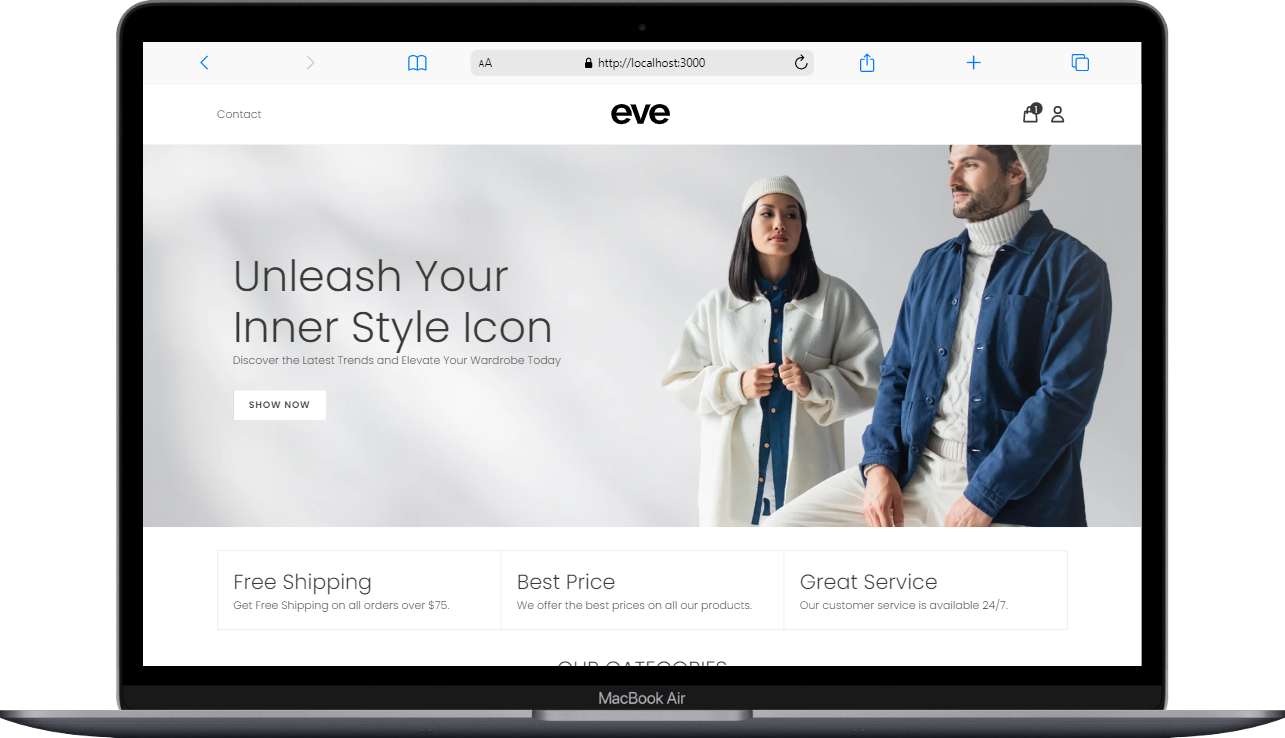 AA
http://localhost:3000
Contact
eve
1
Unleash Your
Inner Style Icon
Discover the Latest Trends and Elevate Your Wardrobe Today
SHOW NOW
Free Shipping
Get Free Shipping on all orders over $75.
Best Price
We offer the best prices on all our products.
Great Service
Our customer service is available 24/7.
OUR CATEGORIES
MacBook Air